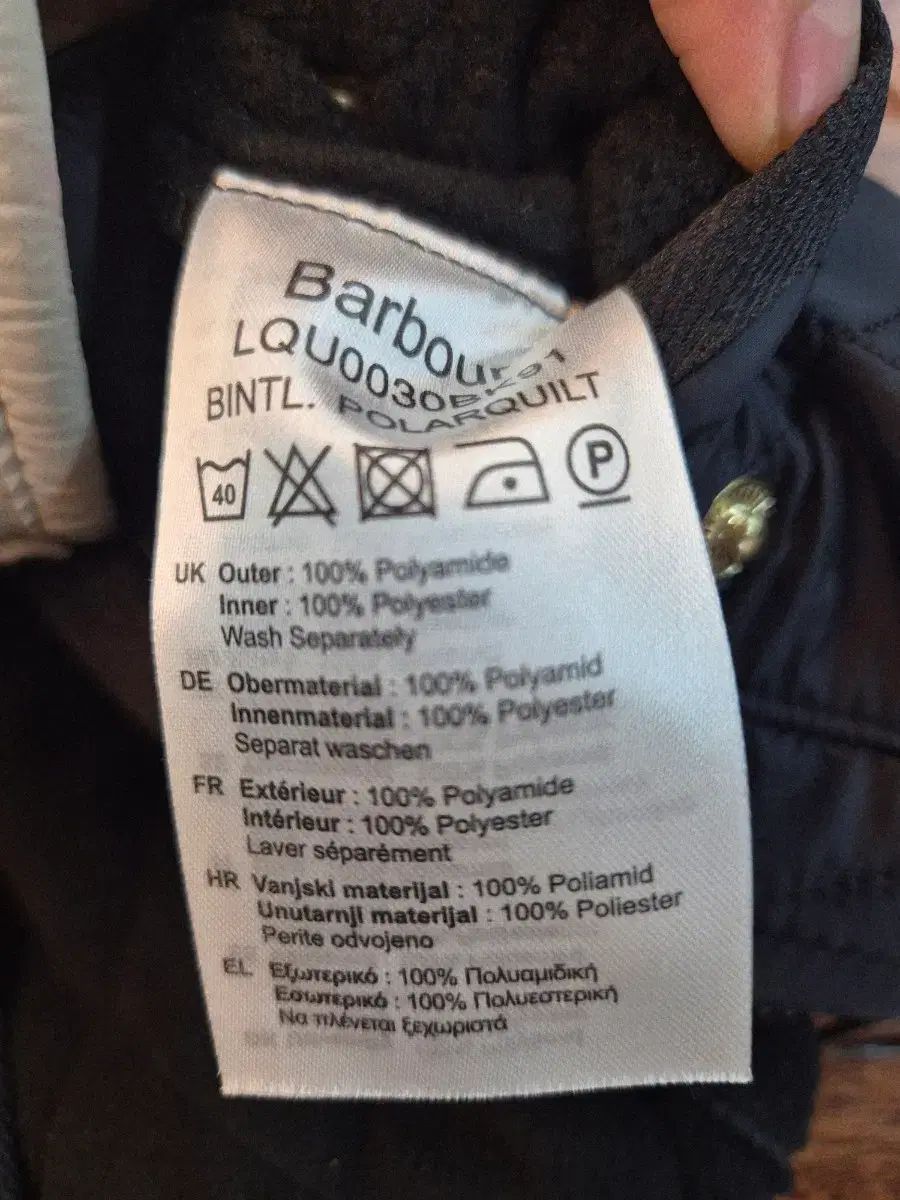 Barbour
LQU0030BK91
BINTL. POLARQUILT
40 P
UK Outer : 100% Polyamide
Inner : 100% Polyester
Wash Separately
DE Obermaterial : 100% Polyamid
Innenmaterial : 100% Polyester
Separat waschen
FR Extérieur : 100% Polyamide
Intérieur : 100% Polyester
Laver séparément
HR Vanjski materijal : 100% Poliamid
Unutarnji materijal : 100% Poliester
Perite odvojeno
EL Εξωτερικό : 100% Πολυαμιδική
Εσωτερικό : 100% Πολυεστερική
Να πλένεται ξεχωριστά